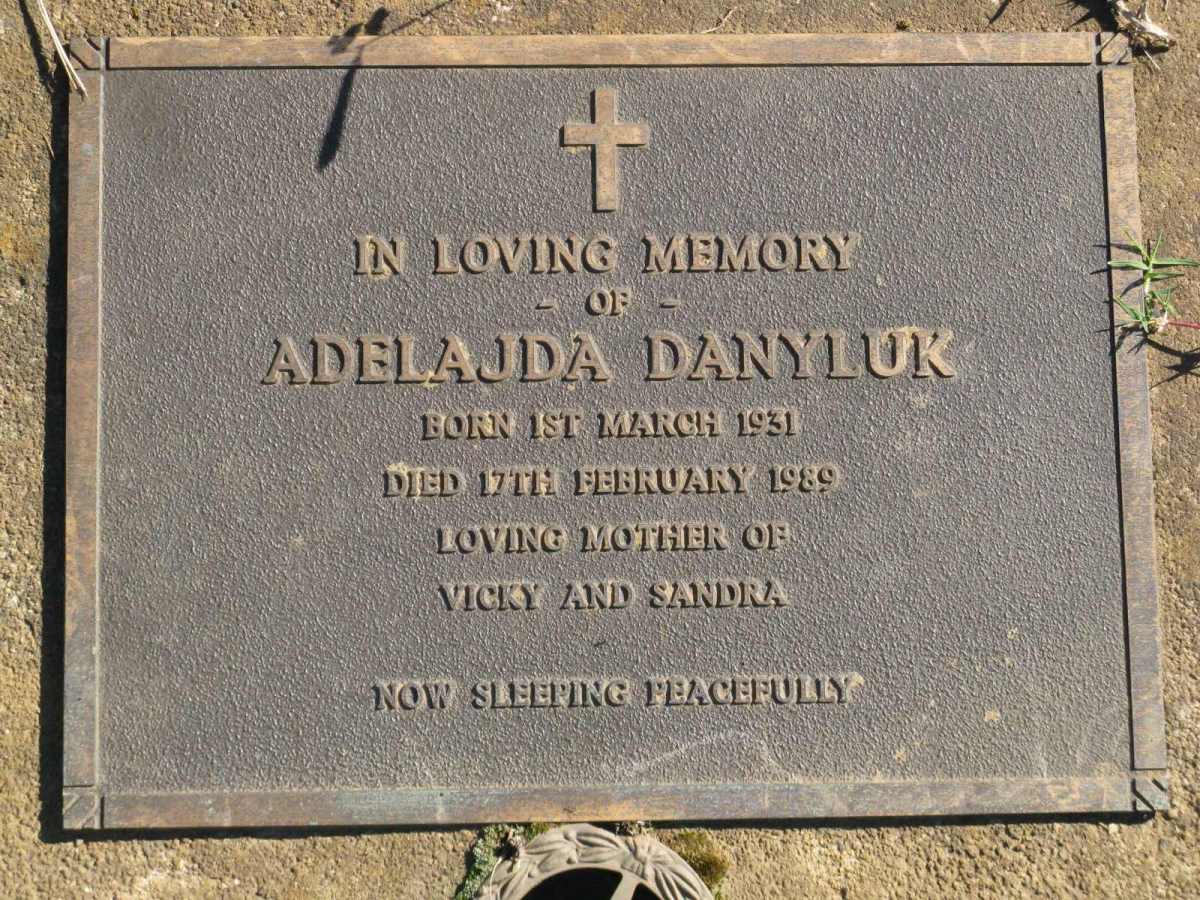 IN LOVING MEMORY
- OF -
ADELAJDA DANYLUK
BORN 1ST MARCH 1931
DIED 17TH FEBRUARY 1989
LOVING MOTHER OF
VICKY AND SANDRA
NOW SLEEPING PEACEFULLY